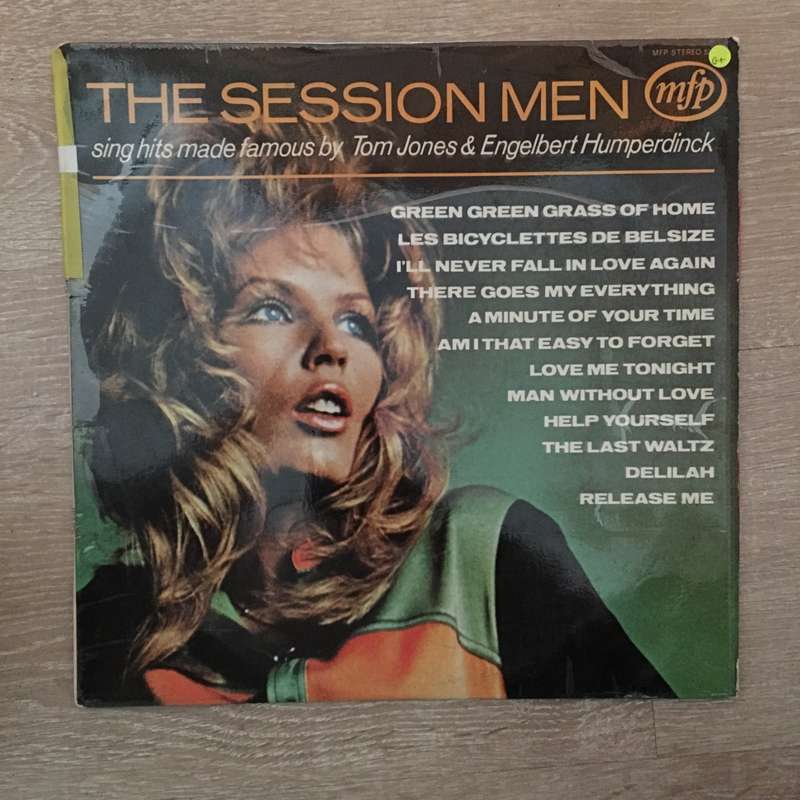 MFP STEREO
G+
THE SESSION MEN
mfp
sing hits made famous by Tom Jones & Engelbert Humperdinck
GREEN GREEN GRASS OF HOME
LES BICYCLETTES DE BELSIZE
I'LL NEVER FALL IN LOVE AGAIN
THERE GOES MY EVERYTHING
A MINUTE OF YOUR TIME
AM I THAT EASY TO FORGET
LOVE ME TONIGHT
MAN WITHOUT LOVE
HELP YOURSELF
THE LAST WALTZ
DELILAH
RELEASE ME